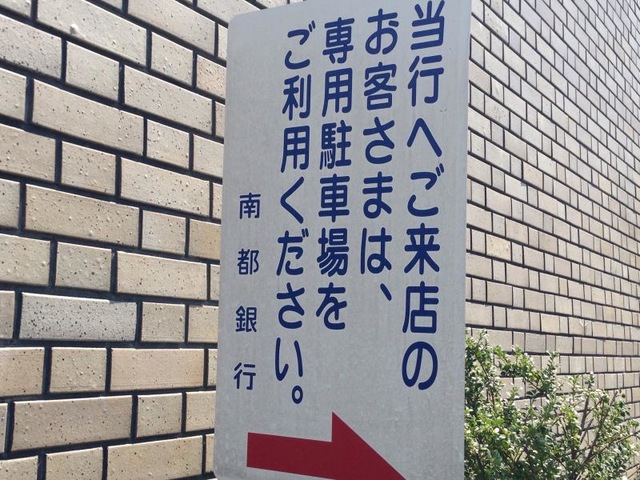 当行へご来店の
お客さまは、
専用駐車場を
ご利用ください。
南都銀行